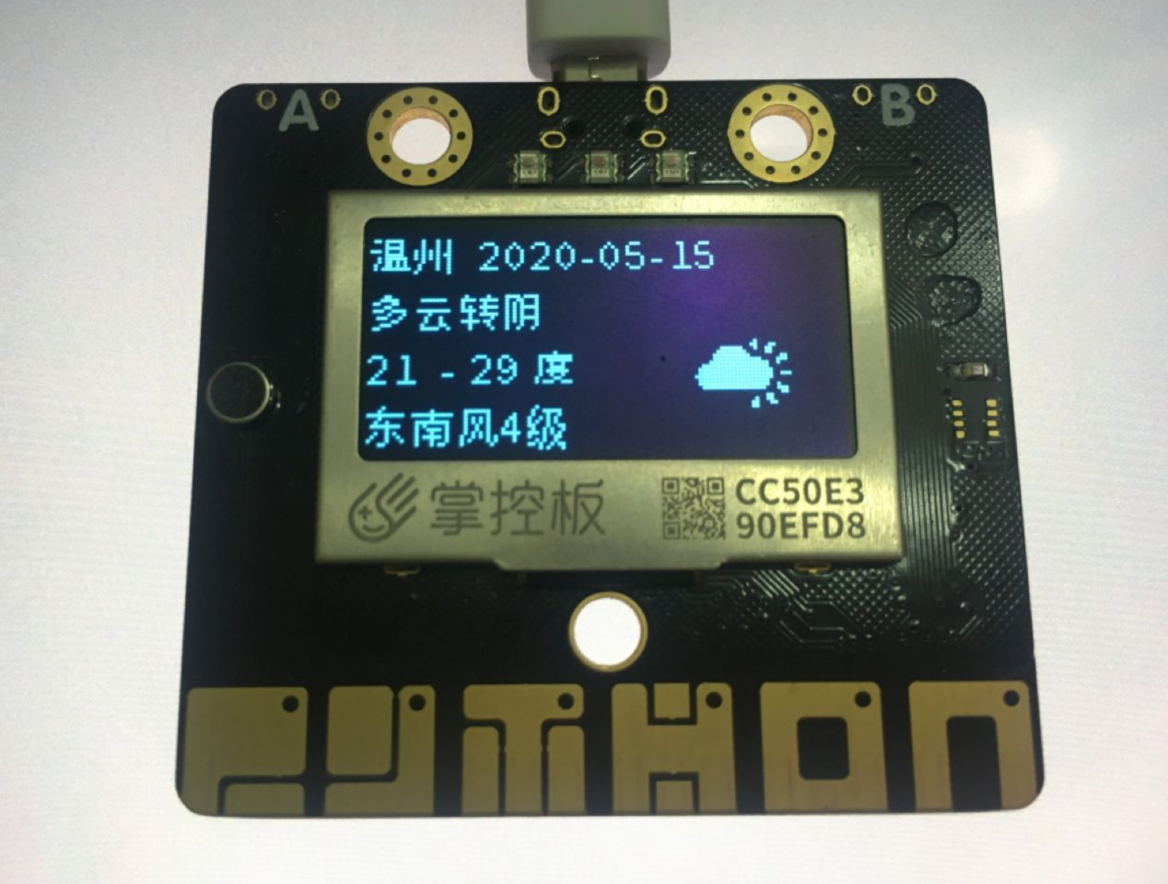 A B
温州 2020-05-15
多云转阴
21 - 29 度
东南风4级
掌控板 CC50E3
90EFD8
PYTHON